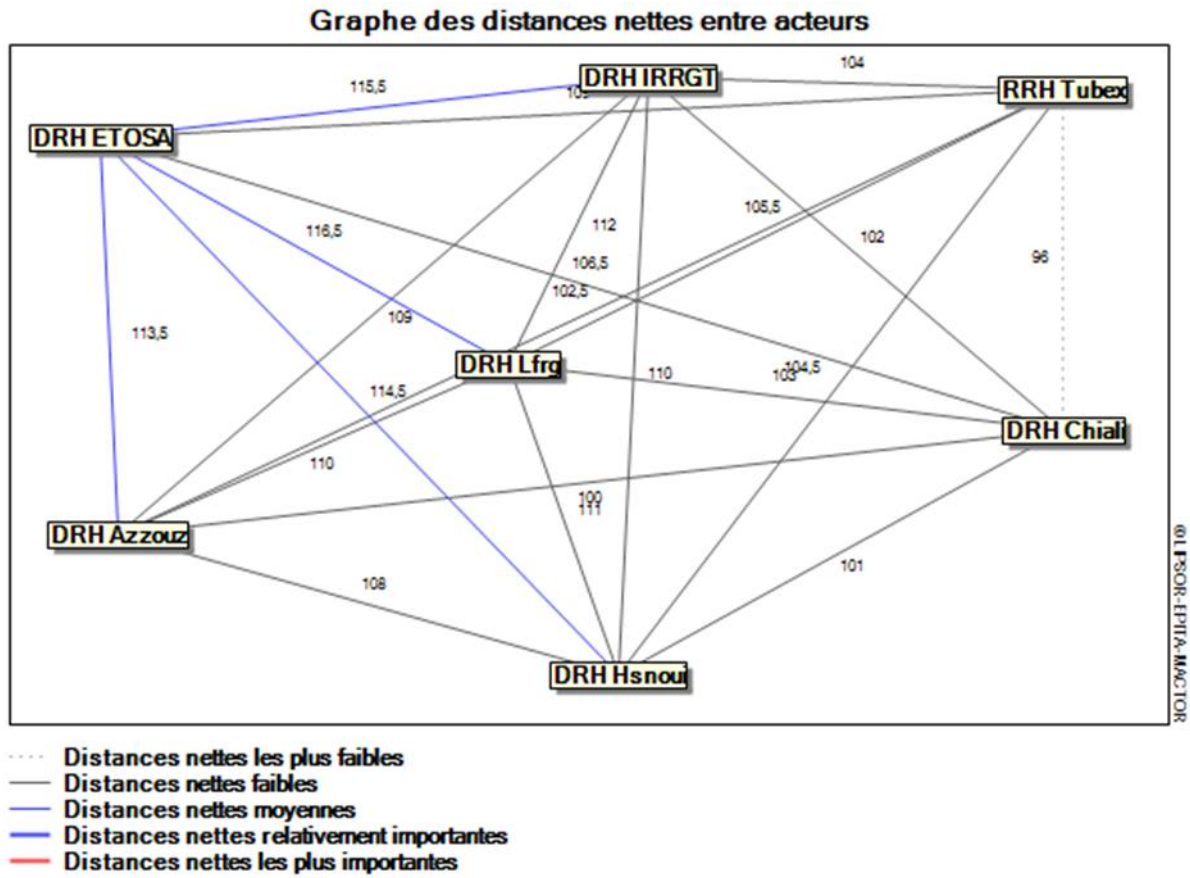 Graphe des distances nettes entre acteurs
DRH IRRGT
104
RRH Tubex
115,5
DRH ETOSA
105,5
112
116,5
102
96
106,5
102,5
109
113,5
DRH Lfrg
110
104,5
103
114,5
DRH Chiali
110
100
111
DRH Azzouz
108
101
DRH Hsnoui
@LIPSOR-EPITA-MACTOR
Distances nettes les plus faibles
Distances nettes faibles
Distances nettes moyennes
Distances nettes relativement importantes
Distances nettes les plus importantes